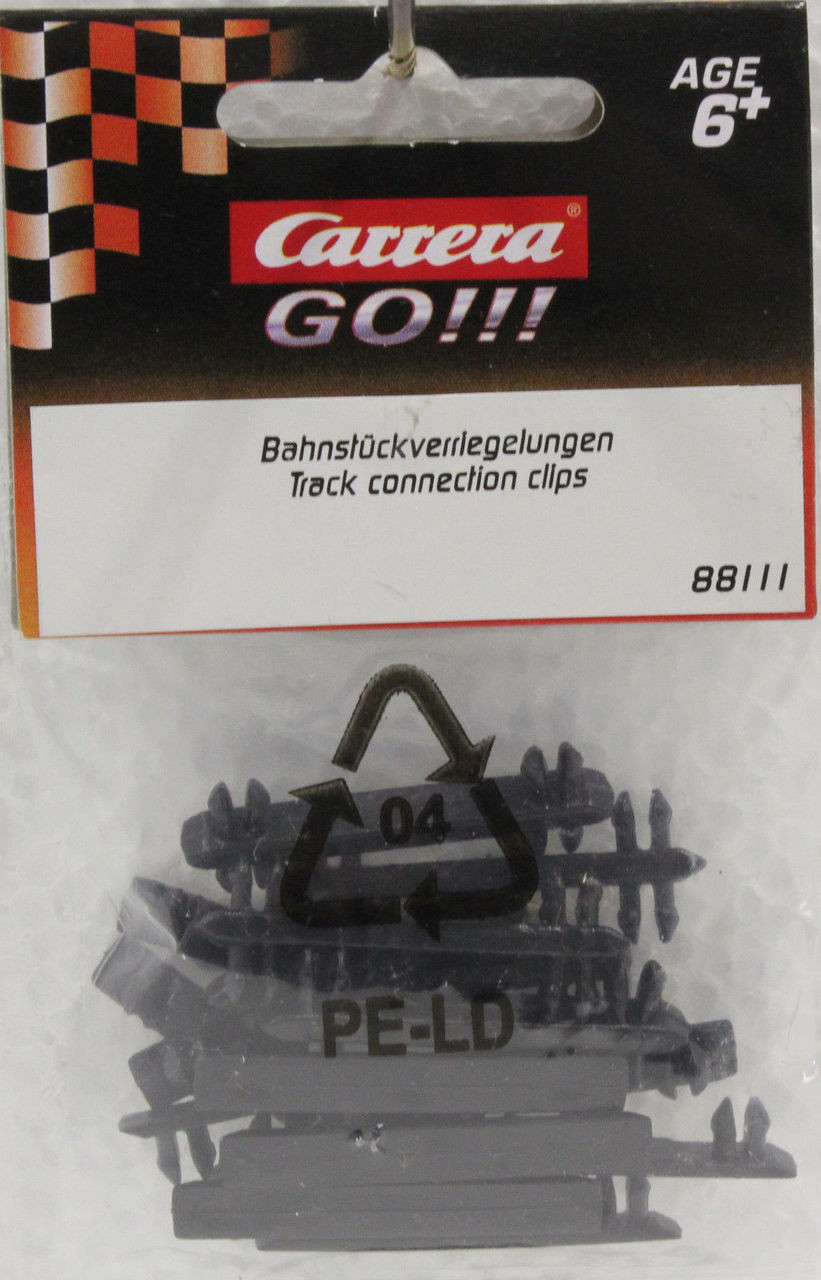 AGE
6+
Carrera®
GO!!!
Bahnstückverriegelungen
Track connection clips
88111
04
PE-LD